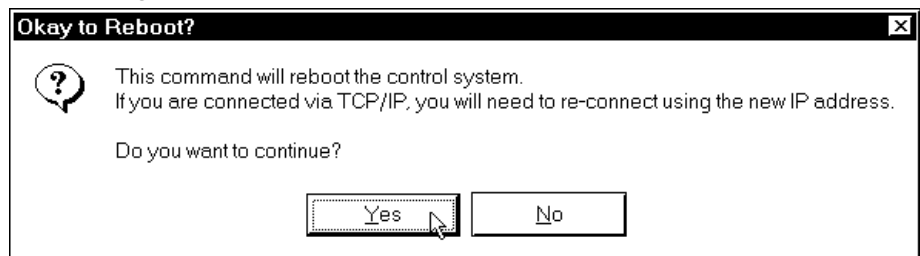 Okay to Reboot?
This command will reboot the control system.
If you are connected via TCP/IP, you will need to re-connect using the new IP address.
Do you want to continue?
Yes
No